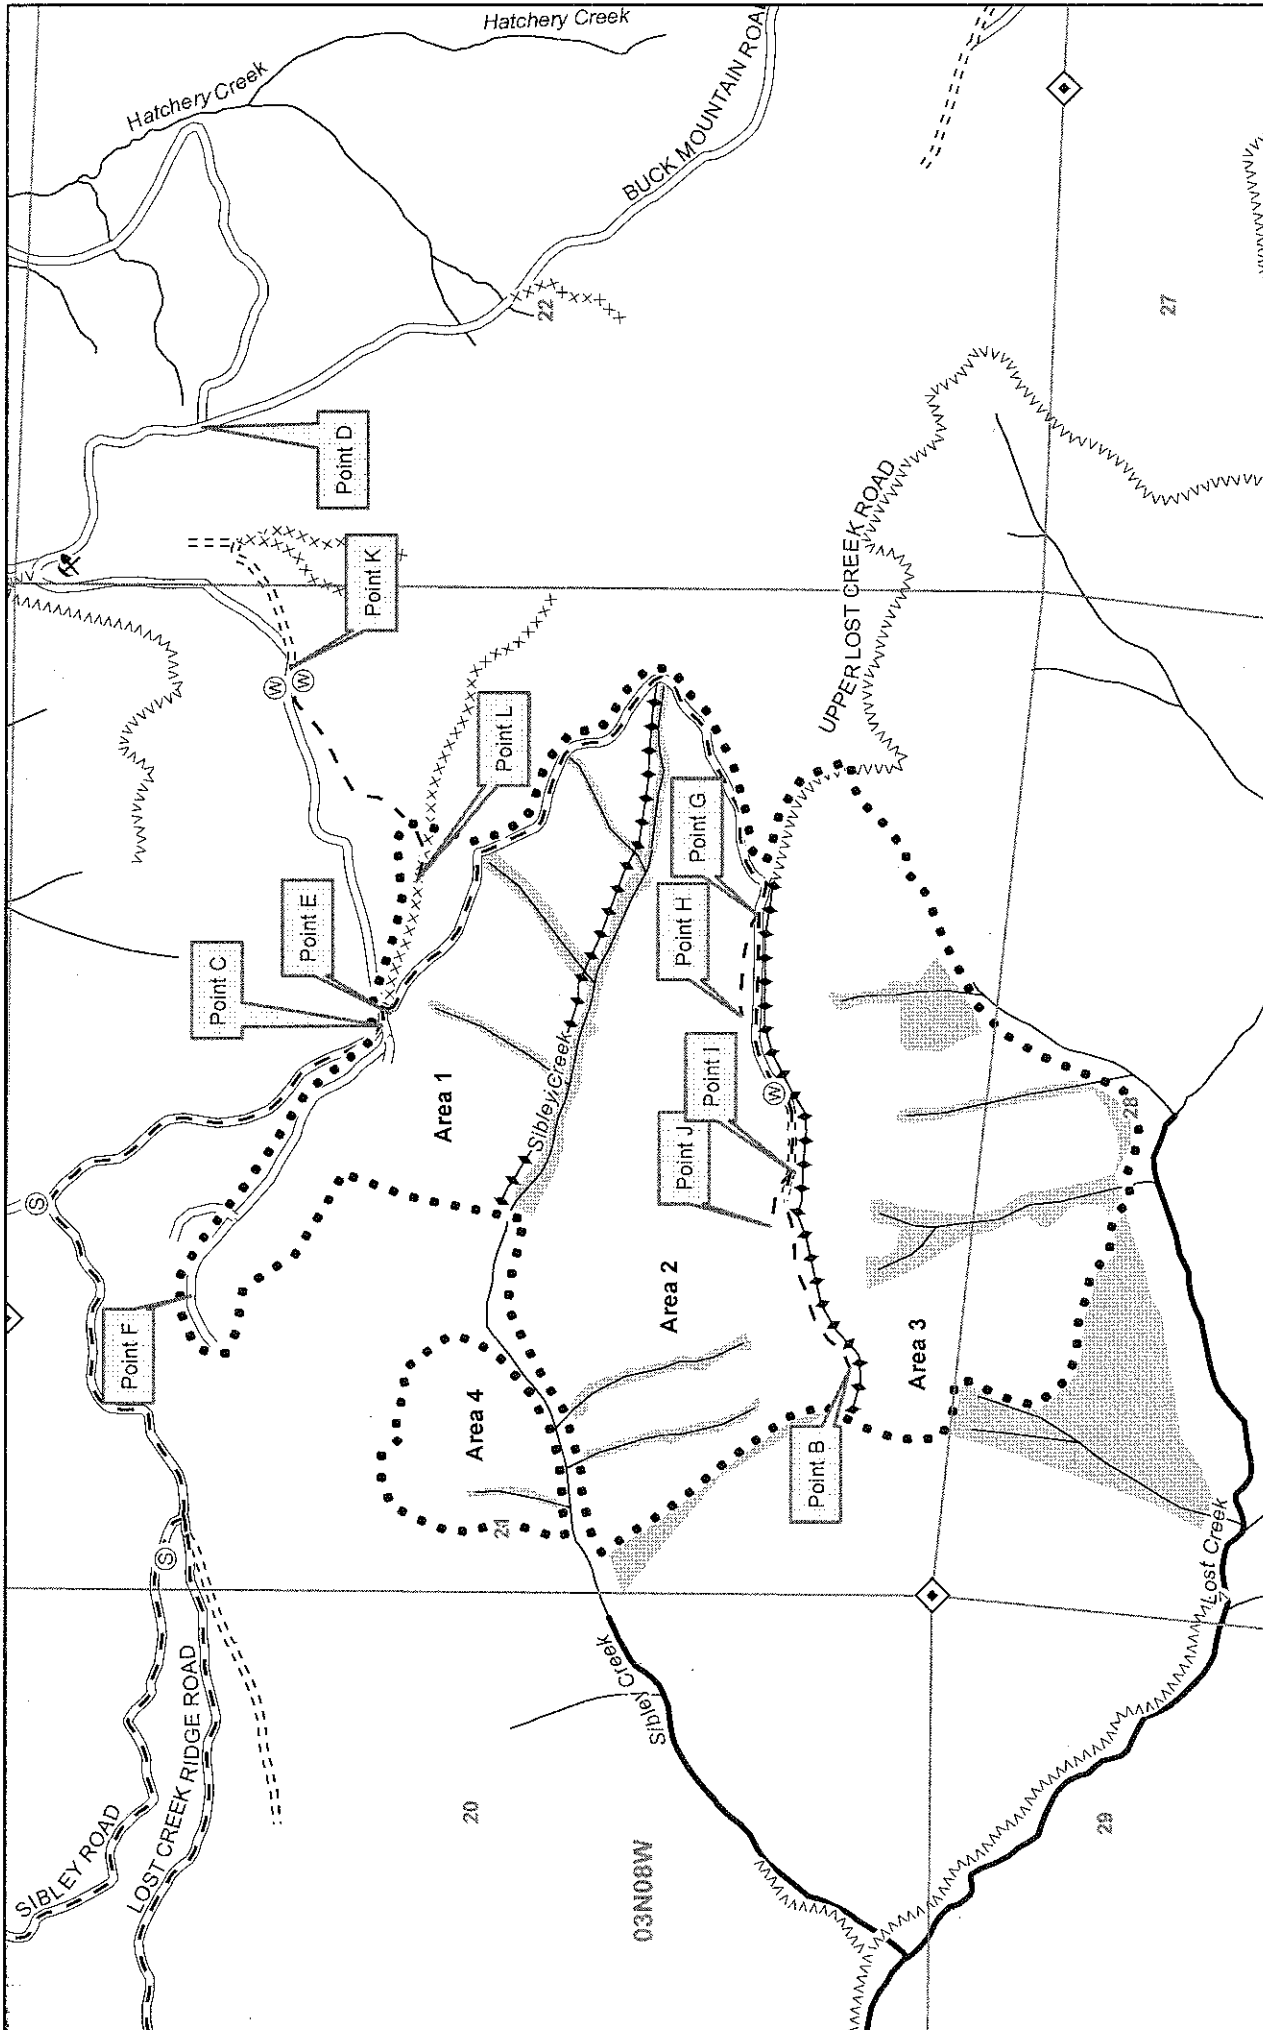 Hatchery Creek
Hatchery Creek
BUCK MOUNTAIN ROA
22
27
Point D
Point K
Point L
UPPER LOST CREEK ROAD
Point E
Point C
Point G
Point H
Point I
Point J
Area 1
Sibley Creek
Area 2
Area 3
28
Point F
Area 4
21
Point B
S
S
W
W
W
SIBLEY ROAD
LOST CREEK RIDGE ROAD
20
Sibley Creek
Lost Creek
03N08W
29